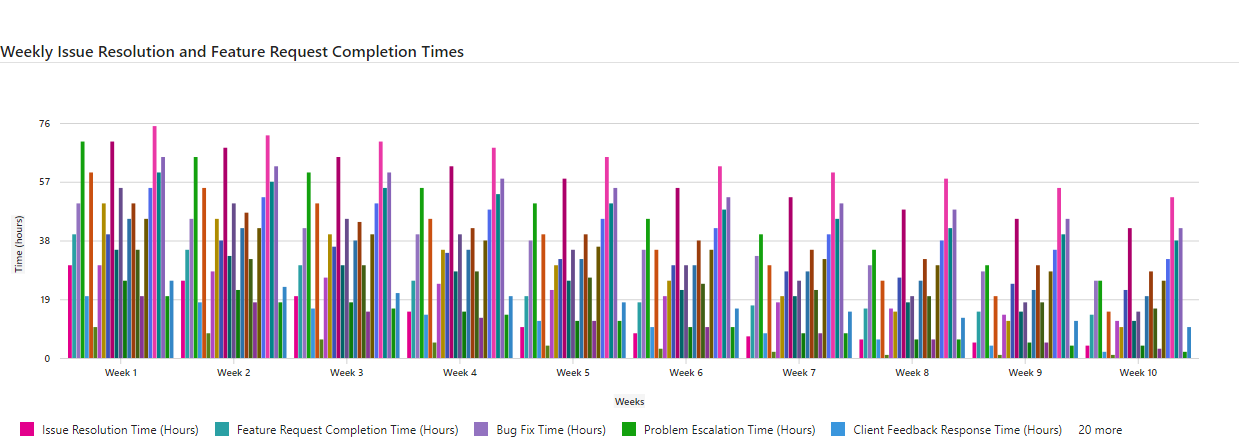 Weekly Issue Resolution and Feature Request Completion Times
76
57
38
19
0
Time (hours)
Week 1 Week 2 Week 3 Week 4 Week 5 Week 6 Week 7 Week 8 Week 9 Week 10
Weeks
Issue Resolution Time (Hours) Feature Request Completion Time (Hours) Bug Fix Time (Hours) Problem Escalation Time (Hours) Client Feedback Response Time (Hours) 20 more